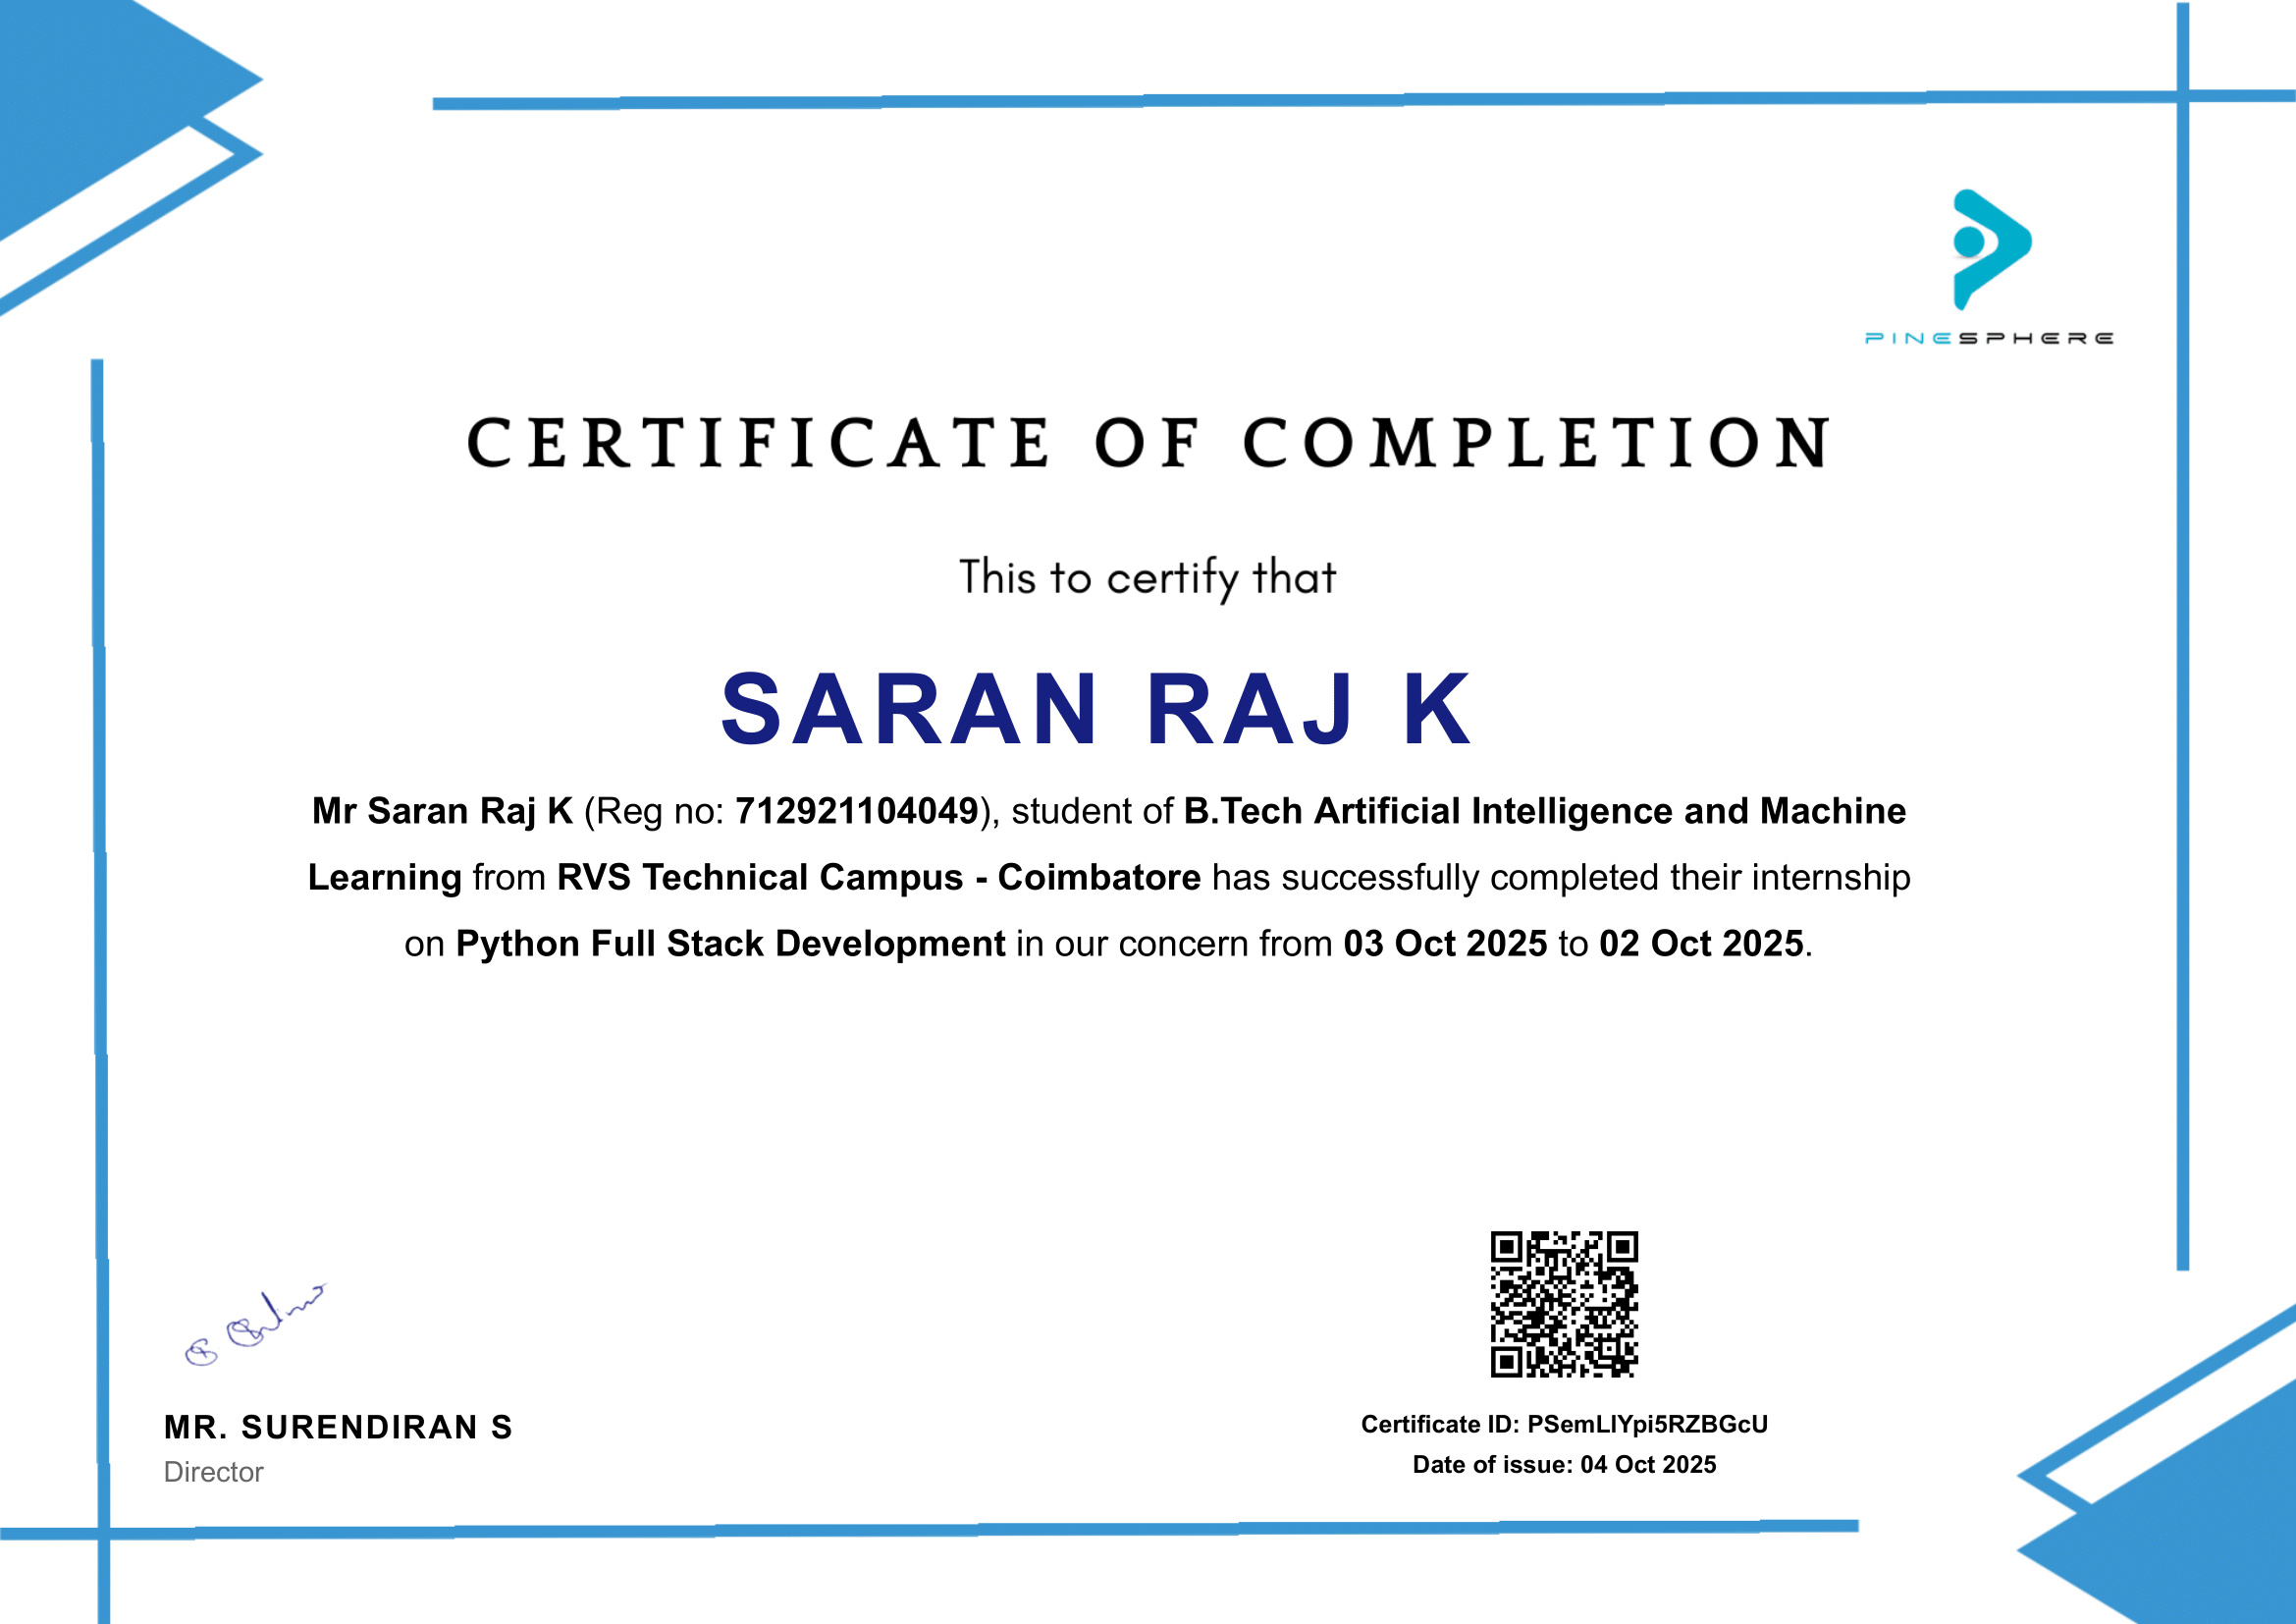 PINESPHERE
CERTIFICATE OF COMPLETION
This to certify that
SARAN RAJ K
Mr Saran Raj K (Reg no: 712921104049), student of B.Tech Artificial Intelligence and Machine
Learning from RVS Technical Campus - Coimbatore has successfully completed their internship
on Python Full Stack Development in our concern from 03 Oct 2025 to 02 Oct 2025.
MR. SURENDIRAN S
Director
Certificate ID: PSemLIYpi5RZBGcU
Date of issue: 04 Oct 2025